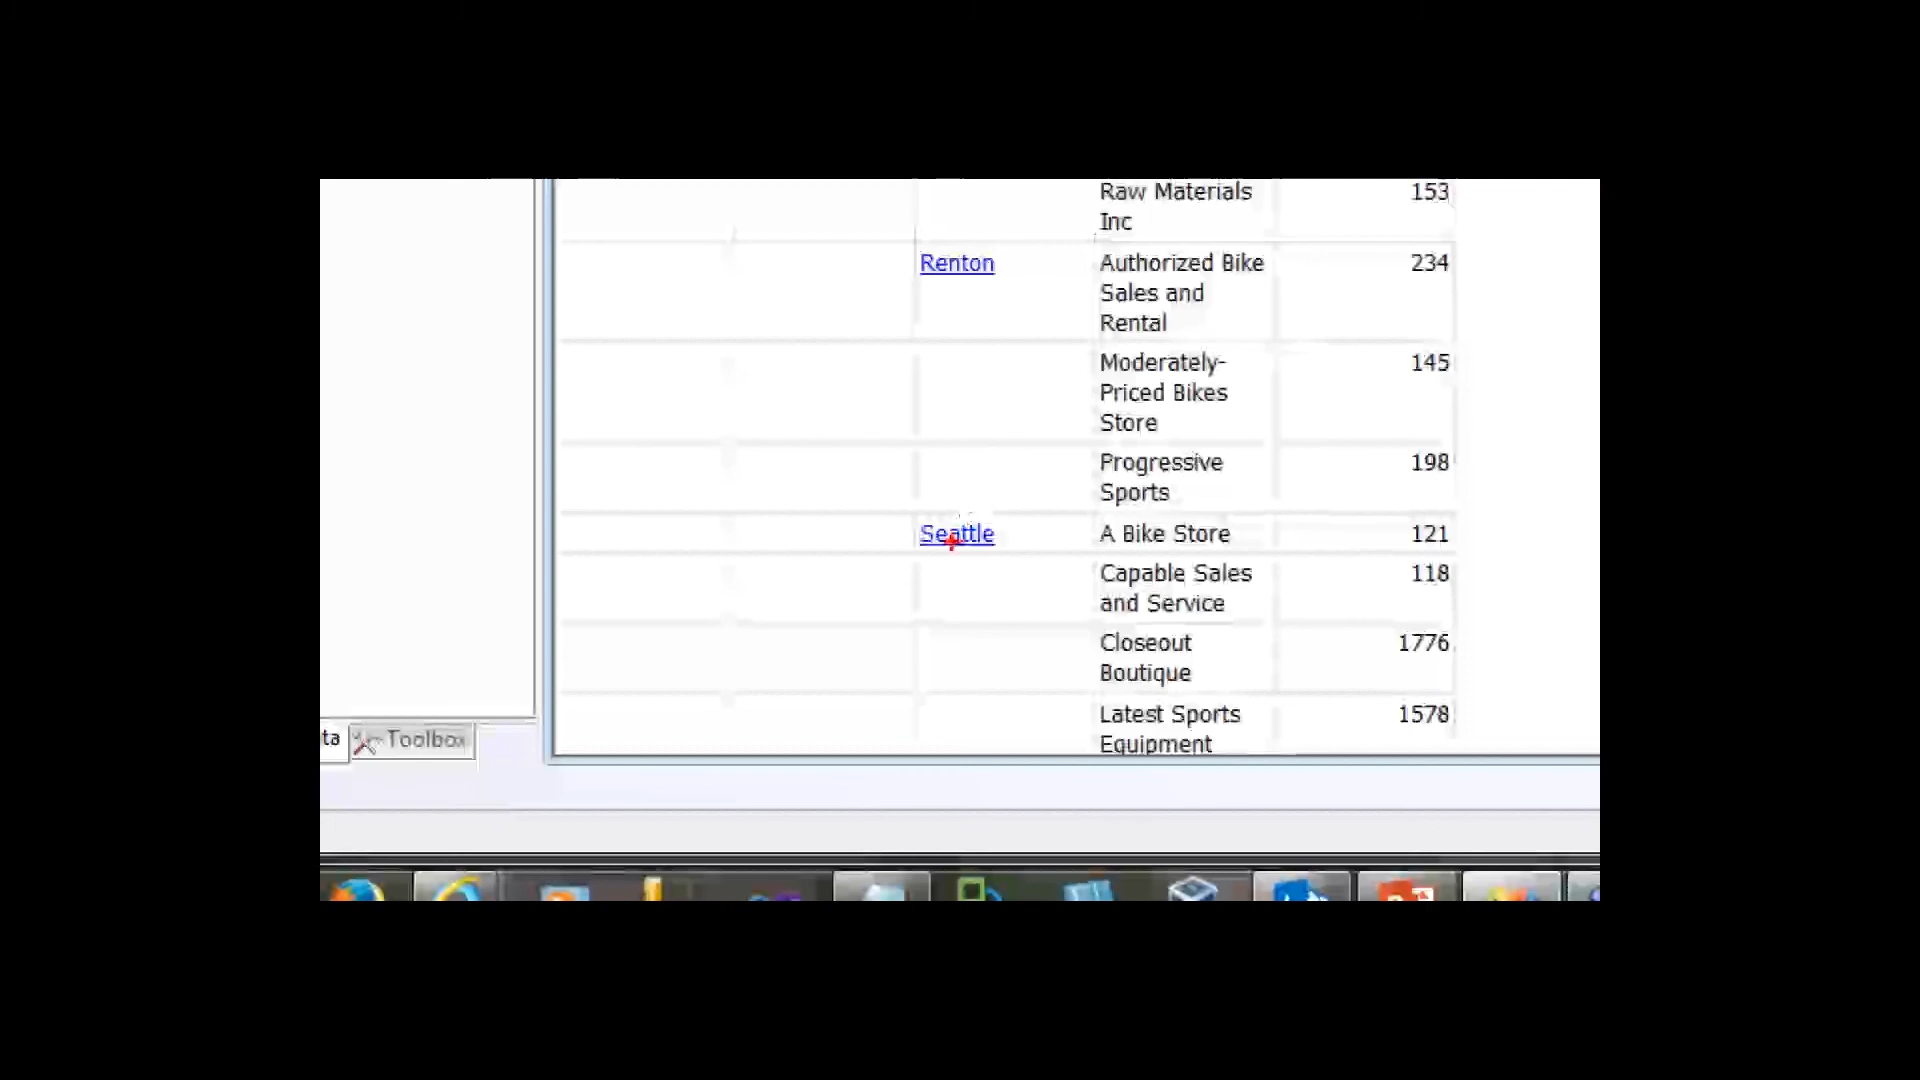 Raw Materials 153
Inc
Renton Authorized Bike 234
Sales and
Rental
Moderately- 145
Priced Bikes
Store
Progressive 198
Sports
Seattle A Bike Store 121
Capable Sales 118
and Service
Closeout 1776
Boutique
Latest Sports 1578
Equipment
ta Toolbox